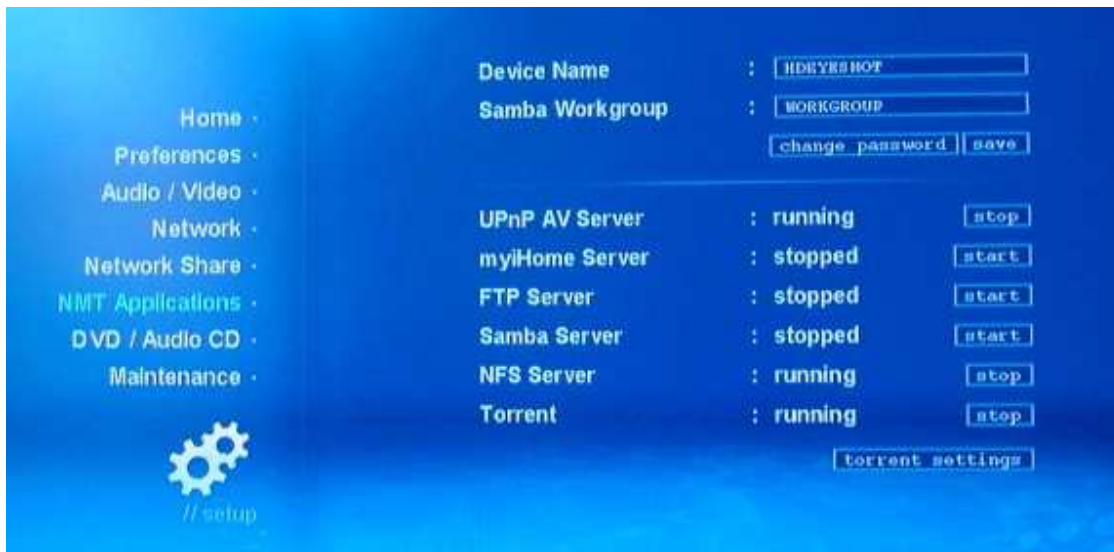 Home
Preferences
Audio / Video
Network
Network Share
NMT Applications
DVD / Audio CD
Maintenance
// setup
Device Name : HDEYESHOT
Samba Workgroup : WORKGROUP
change password save
UPnP AV Server : running stop
myiHome Server : stopped start
FTP Server : stopped start
Samba Server : stopped start
NFS Server : running stop
Torrent : running stop
torrent settings